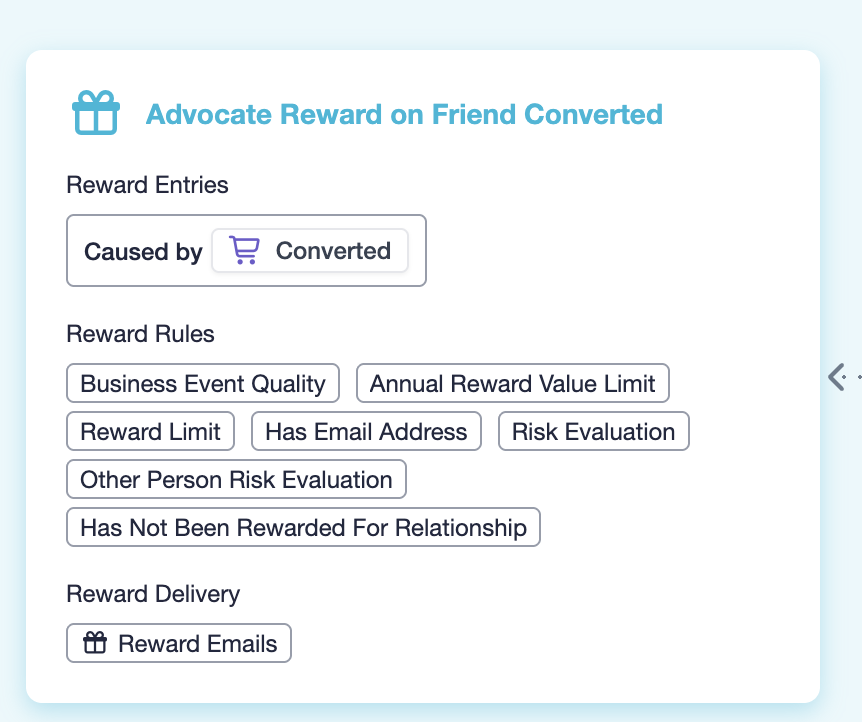 Advocate Reward on Friend Converted
Reward Entries
Caused by Converted
Reward Rules
Business Event Quality Annual Reward Value Limit
Reward Limit Has Email Address Risk Evaluation
Other Person Risk Evaluation
Has Not Been Rewarded For Relationship
Reward Delivery
Reward Emails